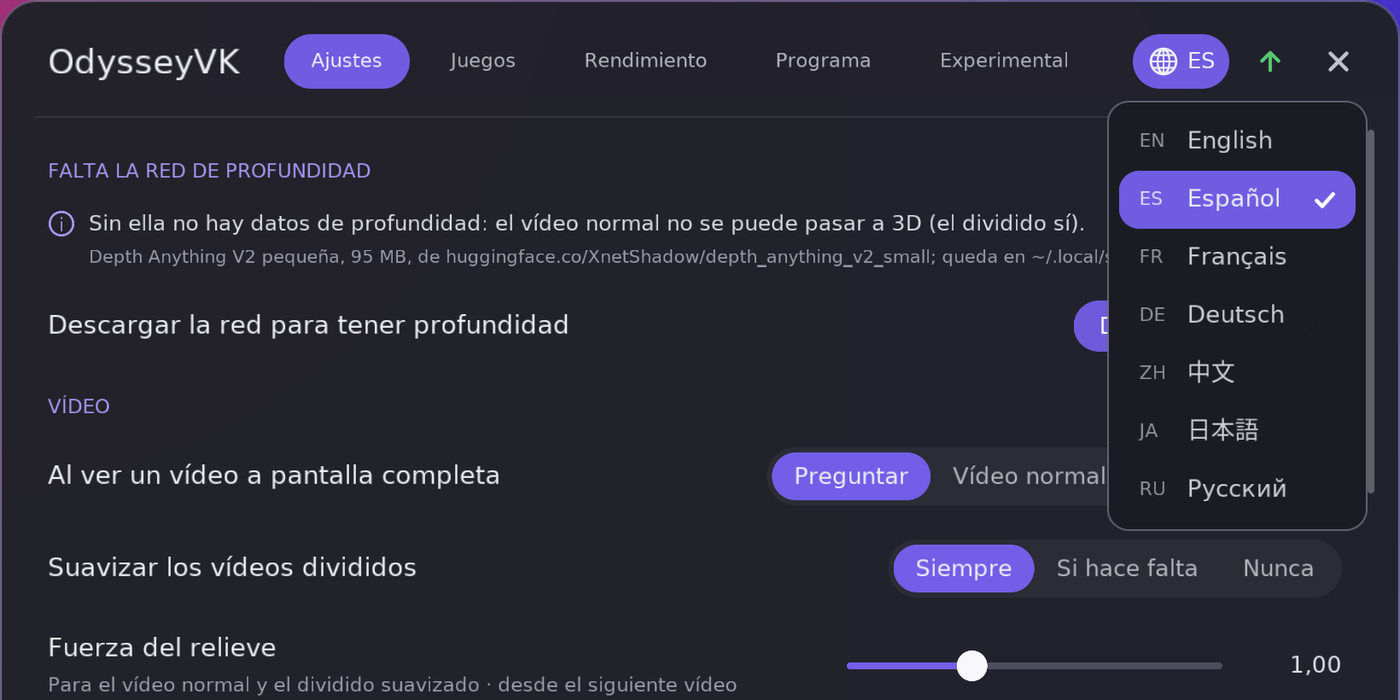 OdysseyVK Ajustes Juegos Rendimiento Programa Experimental ES
EN English
ES Español
FR Français
DE Deutsch
ZH 中文
JA 日本語
RU Русский
FALTA LA RED DE PROFUNDIDAD
Sin ella no hay datos de profundidad: el vídeo normal no se puede pasar a 3D (el dividido sí).
Depth Anything V2 pequeña, 95 MB, de huggingface.co/XnetShadow/depth_anything_v2_small; queda en ~/.local/
Descargar la red para tener profundidad
VÍDEO
Al ver un vídeo a pantalla completa Preguntar Vídeo normal
Suavizar los vídeos divididos Siempre Si hace falta Nunca
Fuerza del relieve 1,00
Para el vídeo normal y el dividido suavizado · desde el siguiente vídeo